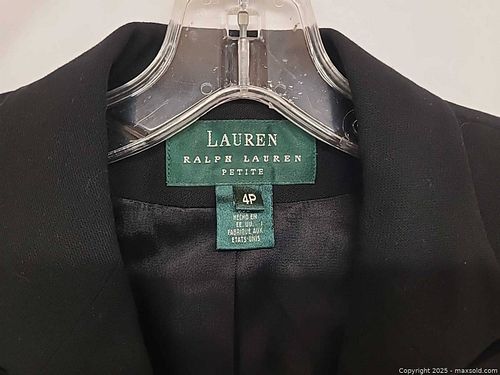 LAUREN
RALPH LAUREN
PETITE
4P
HECHO EN
EE. UU.
FABRIQUE AUX
ETATS-UNIS
Copyright 2025 - maxsold.com